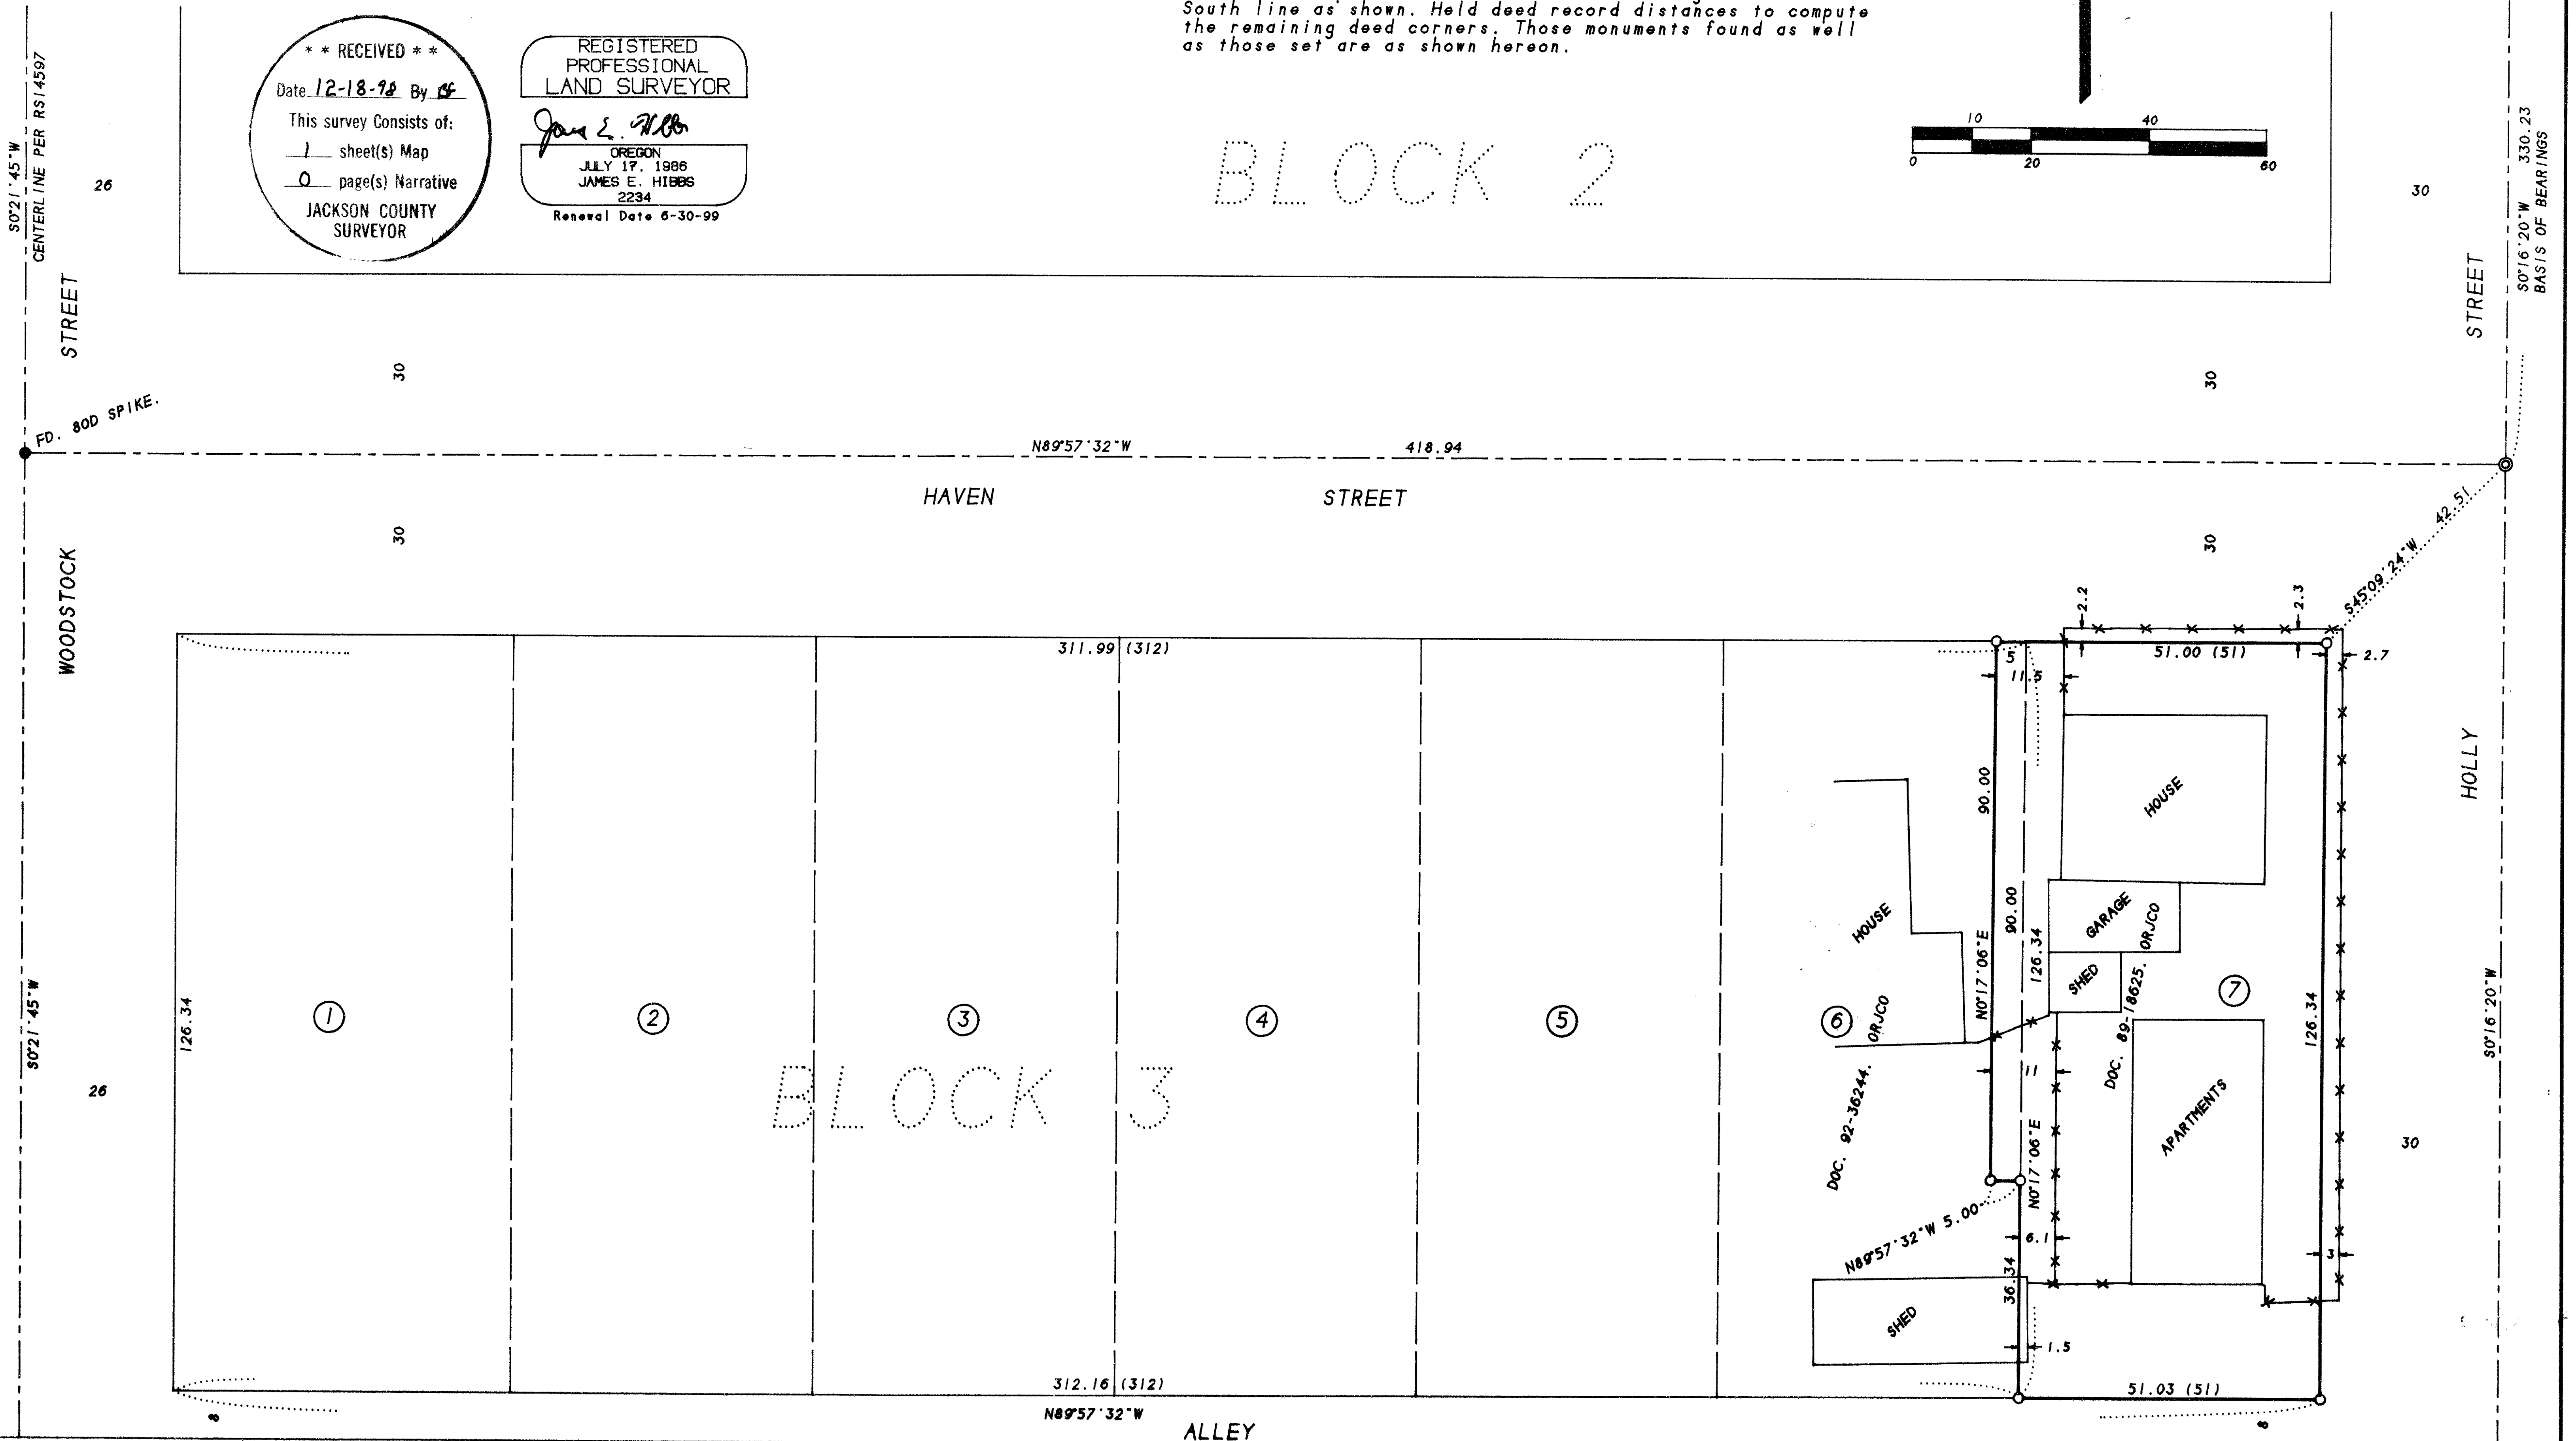 South line as shown. Held deed record distances to compute
the remaining deed corners. Those monuments found as well
as those set are as shown hereon.
* * RECEIVED * *
Date 12-18-98 By
This survey Consists of:
1 sheet(s) Map
0 page(s) Narrative
JACKSON COUNTY
SURVEYOR
REGISTERED
PROFESSIONAL
LAND SURVEYOR
James E. Hibbs
OREGON
JULY 17, 1986
JAMES E. HIBBS
2234
Renewal Date 6-30-99
S0°21'45"W
CENTERLINE PER RS14597
26
BLOCK 2
10
40
0
20
60
30
S0°16'20"W 330.23
BASIS OF BEARINGS
STREET
STREET
30
30
FD. 80D SPIKE.
N89°57'32"W
418.94
HAVEN
STREET
30
30
42.51
S45°09'24"W
WOODSTOCK
2.2
2.3
311.99 (312)
5
51.00 (51)
2.7
11.5
HOLLY
90.00
HOUSE
90.00
HOUSE
GARAGE
ORJCO
N0°17'06"E
126.34
SHED
S0°21'45"W
126.34
1
2
3
4
5
6
ORJCO
7
89-18625.
126.34
S0°16'20"W
26
BLOCK 3
DOC. 92-36244.
11
DOC.
APARTMENTS
30
N0°17'06"E
N89°57'32"W 5.00
6.1
3
36.34
SHED
1.5
312.16 (312)
51.03 (51)
8
N89°57'32"W
8
ALLEY